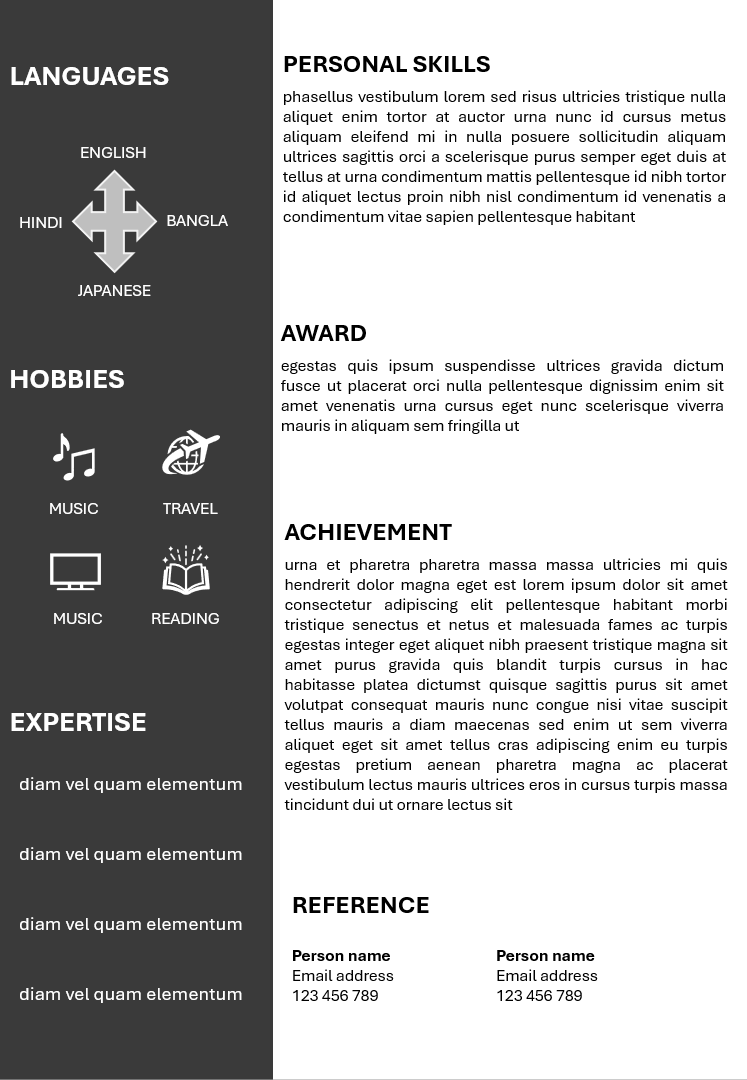 LANGUAGES
ENGLISH
HINDI
BANGLA
JAPANESE
HOBBIES
MUSIC
TRAVEL
MUSIC
READING
EXPERTISE
diam vel quam elementum
diam vel quam elementum
diam vel quam elementum
diam vel quam elementum
PERSONAL SKILLS
phasellus vestibulum lorem sed risus ultricies tristique nulla
aliquet enim tortor at auctor urna nunc id cursus metus
aliquam eleifend mi in nulla posuere sollicitudin aliquam
ultrices sagittis orci a scelerisque purus semper eget duis at
tellus at urna condimentum mattis pellentesque id nibh tortor
id aliquet lectus proin nibh nisl condimentum id venenatis a
condimentum vitae sapien pellentesque habitant
AWARD
egestas quis ipsum suspendisse ultrices gravida dictum
fusce ut placerat orci nulla pellentesque dignissim enim sit
amet venenatis urna cursus eget nunc scelerisque viverra
mauris in aliquam sem fringilla ut
ACHIEVEMENT
urna et pharetra pharetra massa massa ultricies mi quis
hendrerit dolor magna eget est lorem ipsum dolor sit amet
consectetur adipiscing elit pellentesque habitant morbi
tristique senectus et netus et malesuada fames ac turpis
egestas integer eget aliquet nibh praesent tristique magna sit
amet purus gravida quis blandit turpis cursus in hac
habitasse platea dictumst quisque sagittis purus sit amet
volutpat consequat mauris nunc congue nisi vitae suscipit
tellus mauris a diam maecenas sed enim ut sem viverra
aliquet eget sit amet tellus cras adipiscing enim eu turpis
egestas pretium aenean pharetra magna ac placerat
vestibulum lectus mauris ultrices eros in cursus turpis massa
tincidunt dui ut ornare lectus sit
REFERENCE
Person name
Email address
123 456 789
Person name
Email address
123 456 789